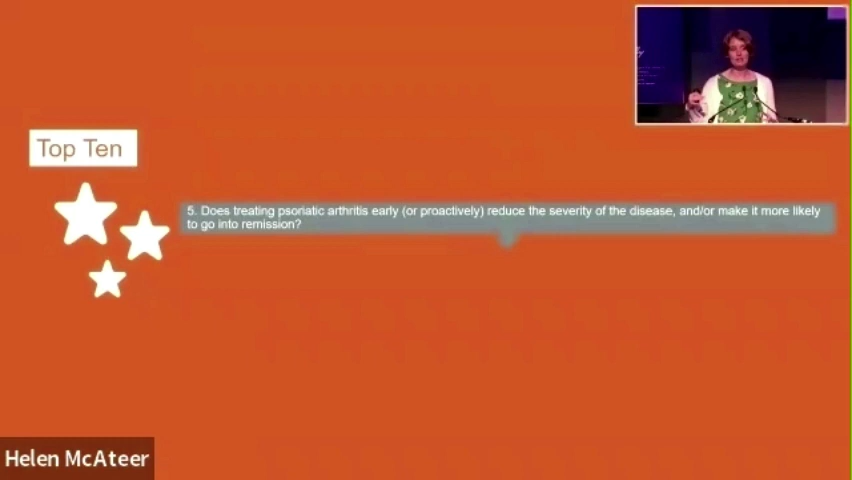 Top Ten
5. Does treating psoriatic arthritis early (or proactively) reduce the severity of the disease, and/or make it more likely
to go into remission?
Helen McAteer